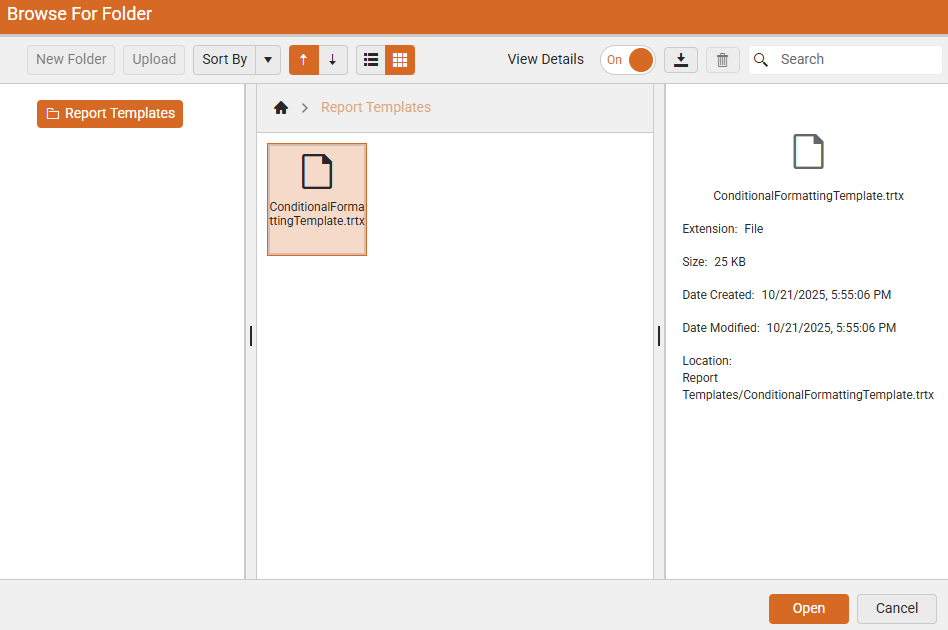 Browse For Folder
New Folder
Upload
Sort By
View Details
On
Search
Report Templates
Report Templates
ConditionalForma
ttingTemplate.trtx
ConditionalFormattingTemplate.trtx
Extension: File
Size: 25 KB
Date Created: 10/21/2025, 5:55:06 PM
Date Modified: 10/21/2025, 5:55:06 PM
Location:
Report
Templates/ConditionalFormattingTemplate.trtx
Open
Cancel